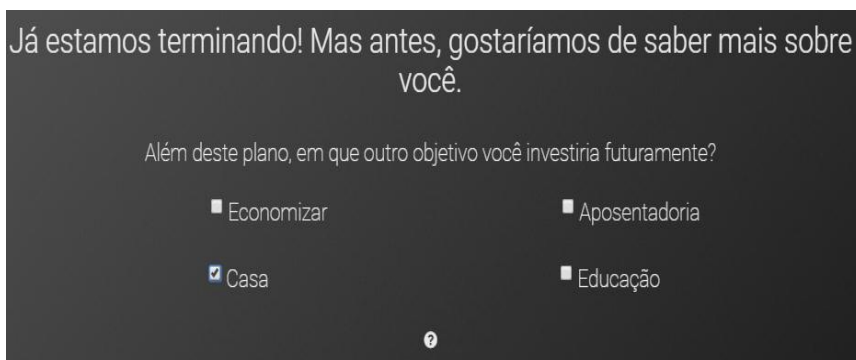 Já estamos terminando! Mas antes, gostaríamos de saber mais sobre
você.
Além deste plano, em que outro objetivo você investiria futuramente?
Economizar
Aposentadoria
Casa
Educação
?